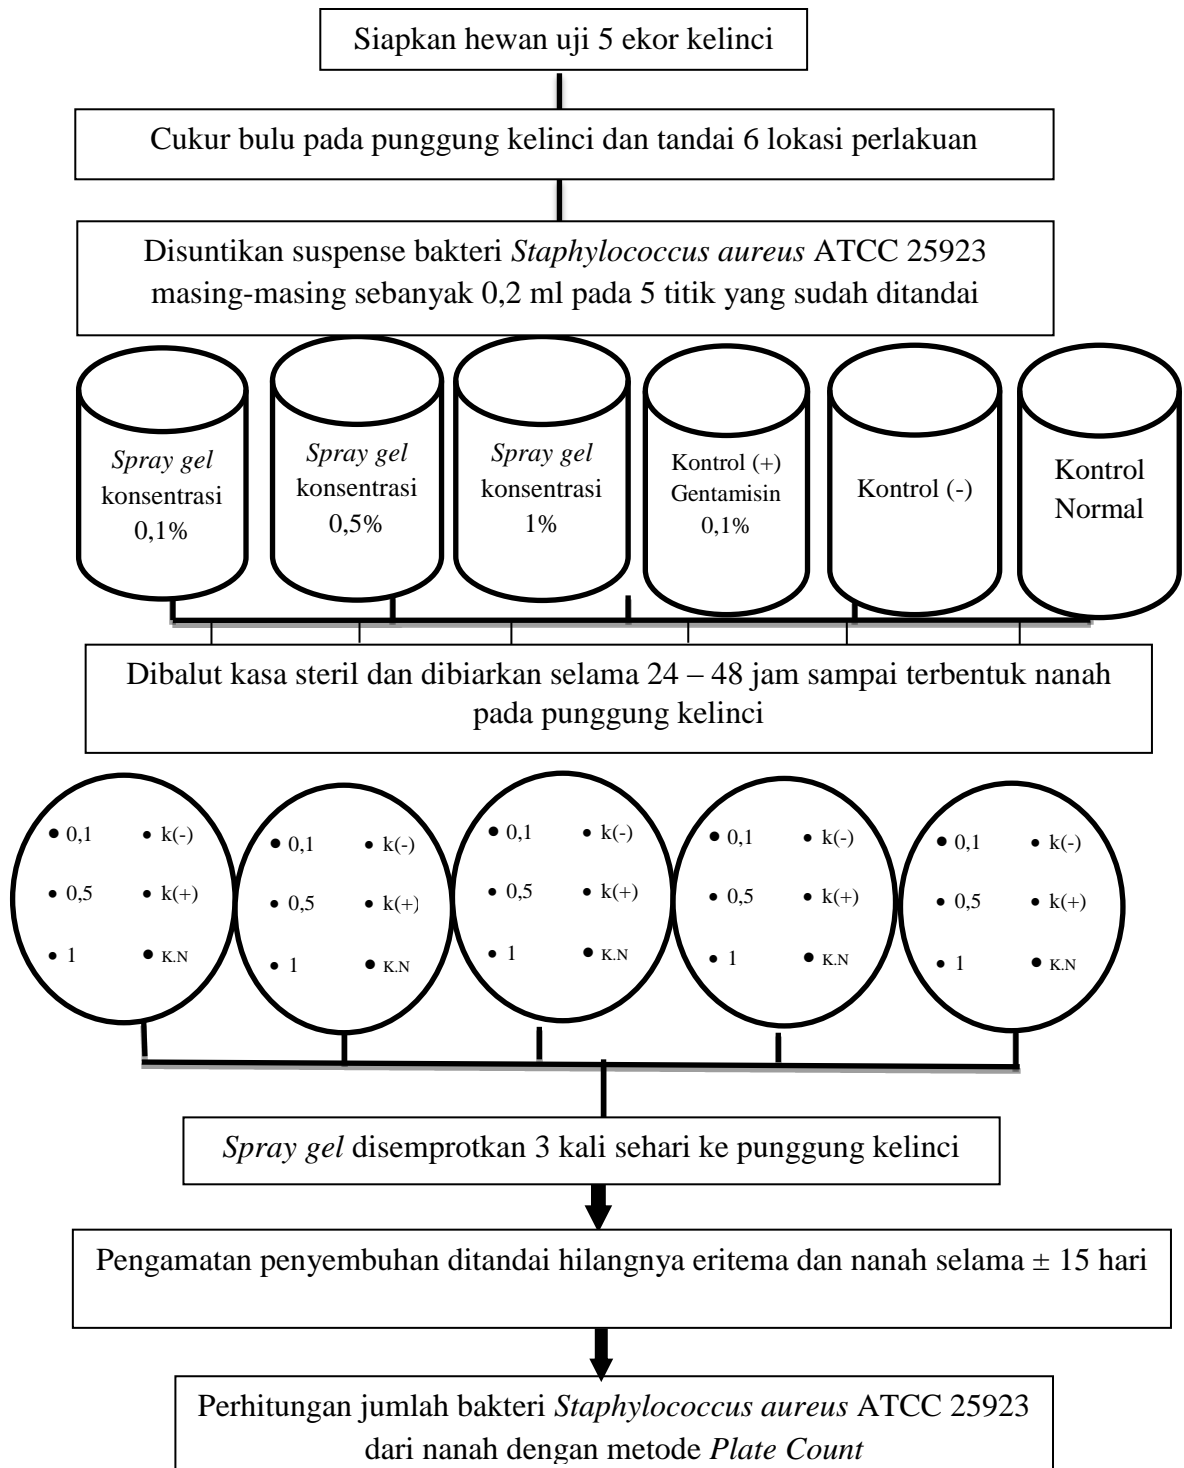 Siapkan hewan uji 5 ekor kelinci
Cukur bulu pada punggung kelinci dan tandai 6 lokasi perlakuan
Disuntikan suspense bakteri Staphylococcus aureus ATCC 25923
masing-masing sebanyak 0,2 ml pada 5 titik yang sudah ditandai
Spray gel
konsentrasi
0,1%
Spray gel
konsentrasi
0,5%
Spray gel
konsentrasi
1%
Kontrol (+)
Gentamisin
0,1%
Kontrol (-)
Kontrol
Normal
Dibalut kasa steril dan dibiarkan selama 24 – 48 jam sampai terbentuk nanah
pada punggung kelinci
• 0,1 • k(-)
• 0,5 • k(+)
• 1 • K.N
• 0,1 • k(-)
• 0,5 • k(+)
• 1 • K.N
• 0,1 • k(-)
• 0,5 • k(+)
• 1 • K.N
• 0,1 • k(-)
• 0,5 • k(+)
• 1 • K.N
• 0,1 • k(-)
• 0,5 • k(+)
• 1 • K.N
Spray gel disemprotkan 3 kali sehari ke punggung kelinci
Pengamatan penyembuhan ditandai hilangnya eritema dan nanah selama ± 15 hari
Perhitungan jumlah bakteri Staphylococcus aureus ATCC 25923
dari nanah dengan metode Plate Count